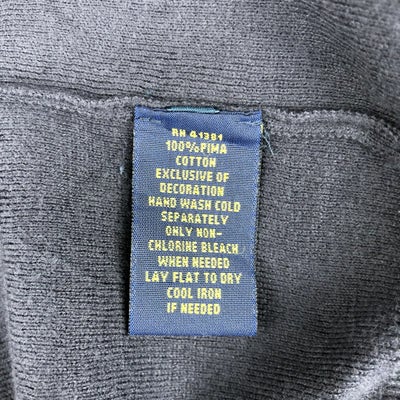 RN 41381
100%PIMA
COTTON
EXCLUSIVE OF
DECORATION
HAND WASH COLD
SEPARATELY
ONLY NON-
CHLORINE BLEACH
WHEN NEEDED
LAY FLAT TO DRY
COOL IRON
IF NEEDED